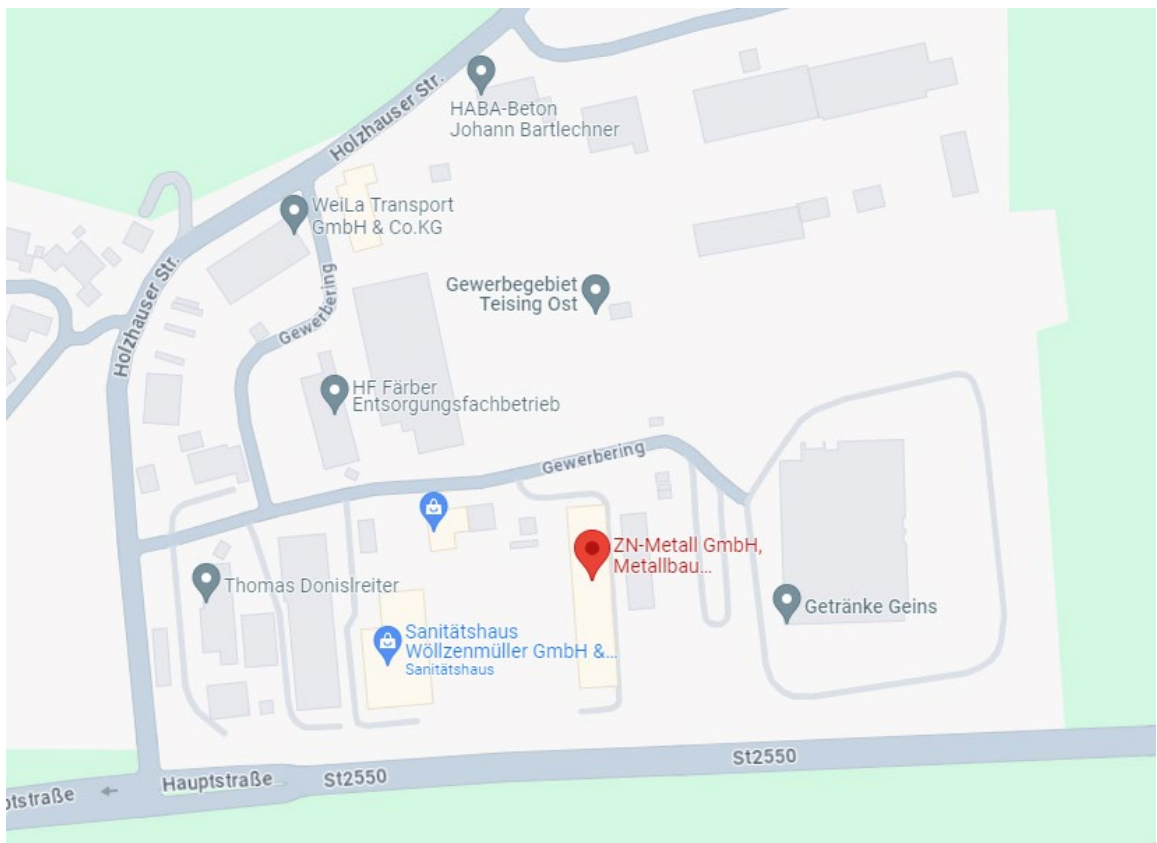 Holzhauser Str.
HABA-Beton
Johann Bartlechner
WeiLa Transport
GmbH & Co.KG
Holzhauser Str.
Gewerbering
Gewerbegebiet
Teising Ost
HF Färber
Entsorgungsfachbetrieb
Gewerbering
ZN-Metall GmbH,
Metallbau...
Thomas Donislreiter
Getränke Geins
Sanitätshaus
Wöllzenmüller GmbH &...
Sanitätshaus
St2550
Hauptstraße
St2550
ptstraße